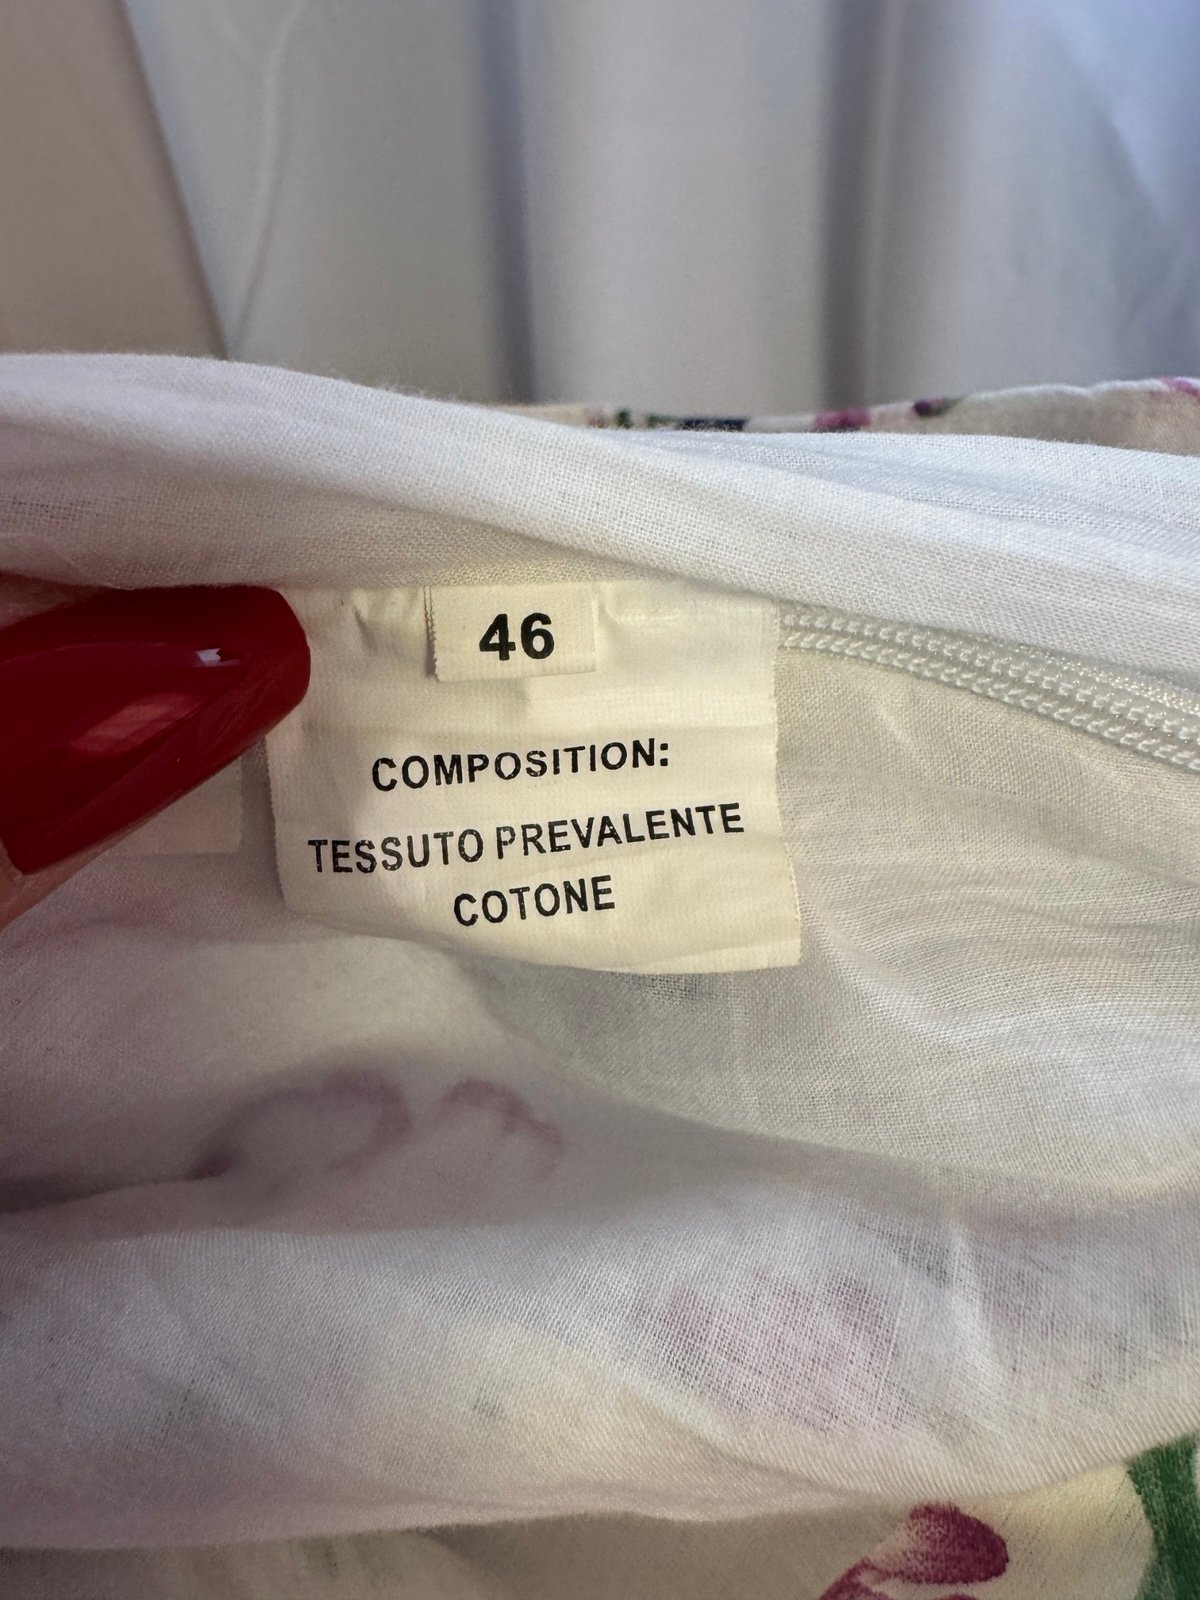 46
COMPOSITION:
TESSUTO PREVALENTE
COTONE